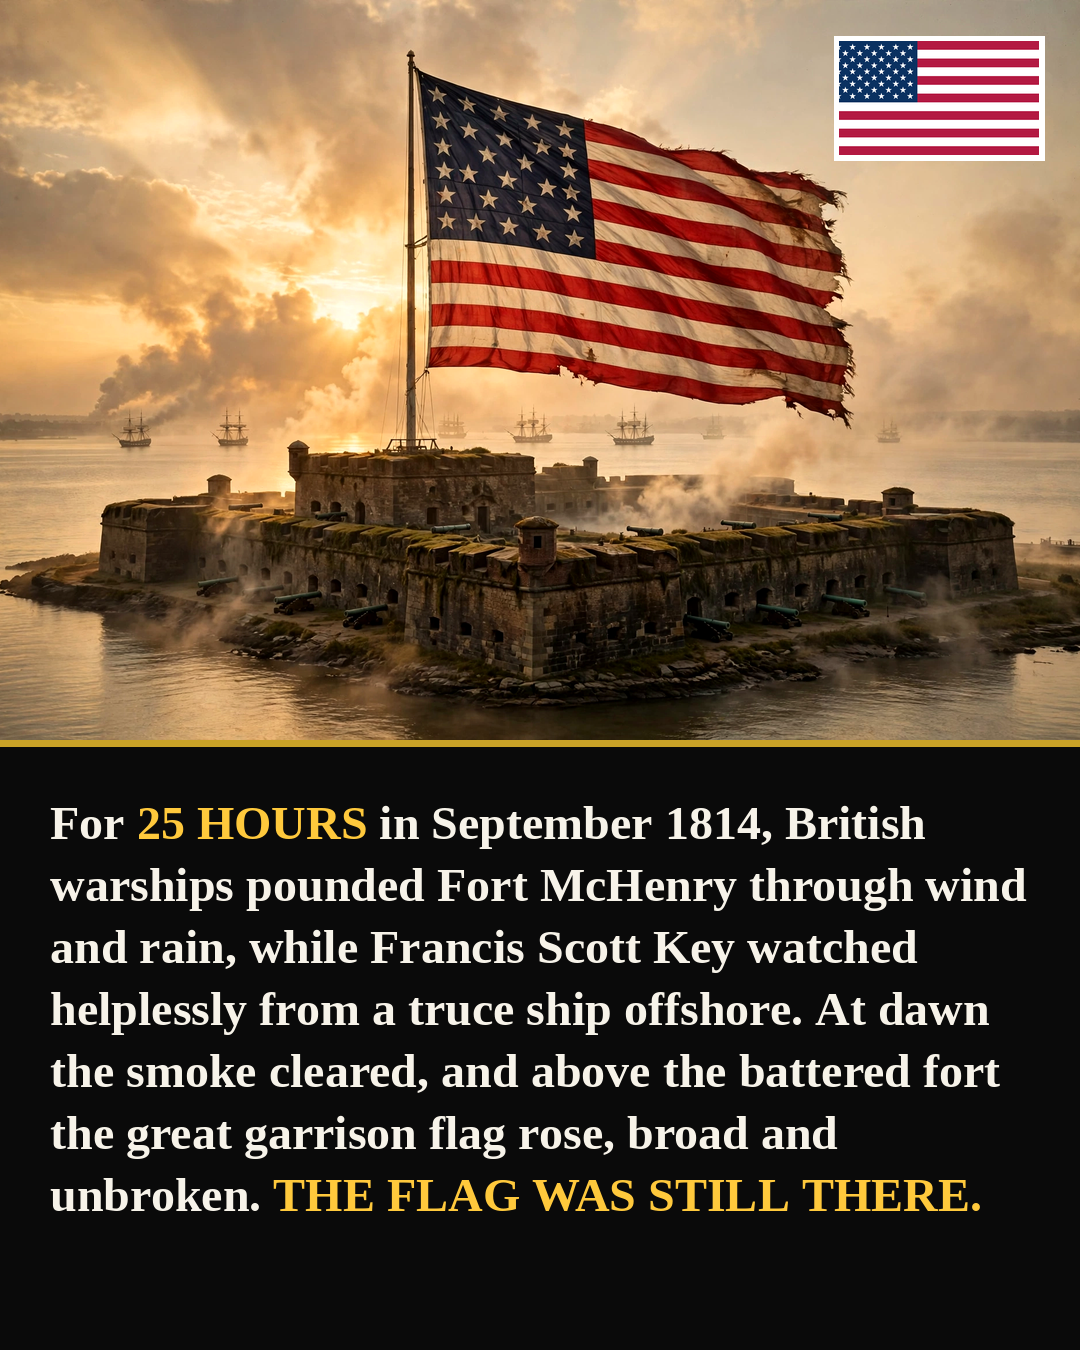 For 25 HOURS in September 1814, British
warships pounded Fort McHenry through wind
and rain, while Francis Scott Key watched
helplessly from a truce ship offshore. At dawn
the smoke cleared, and above the battered fort
the great garrison flag rose, broad and
unbroken. THE FLAG WAS STILL THERE.